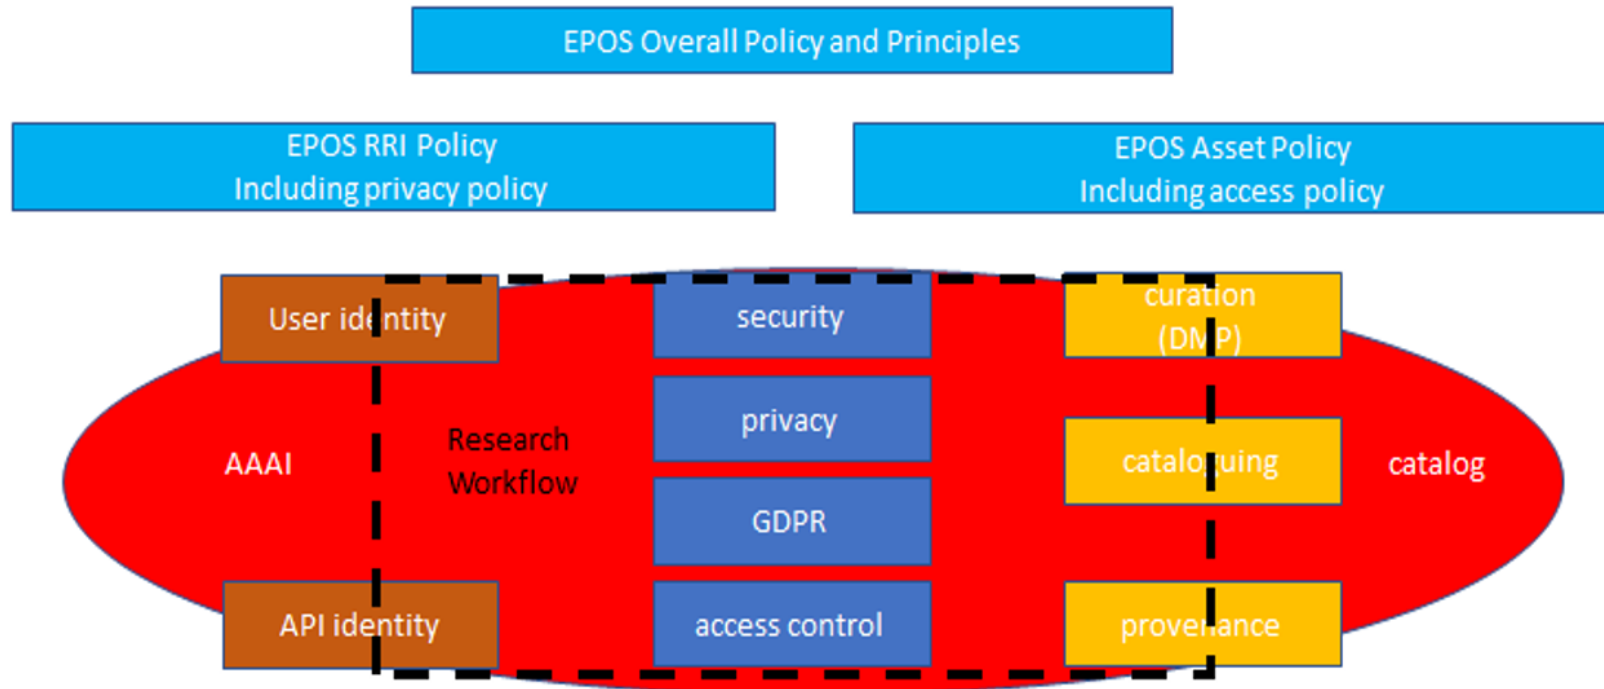 EPOS Overall Policy and Principles
EPOS RRI Policy
Including privacy policy
EPOS Asset Policy
Including access policy
User identity
security
curation
(DMP)
privacy
Research
Workflow
AAAI
cataloguing
catalog
GDPR
API identity
access control
provenance